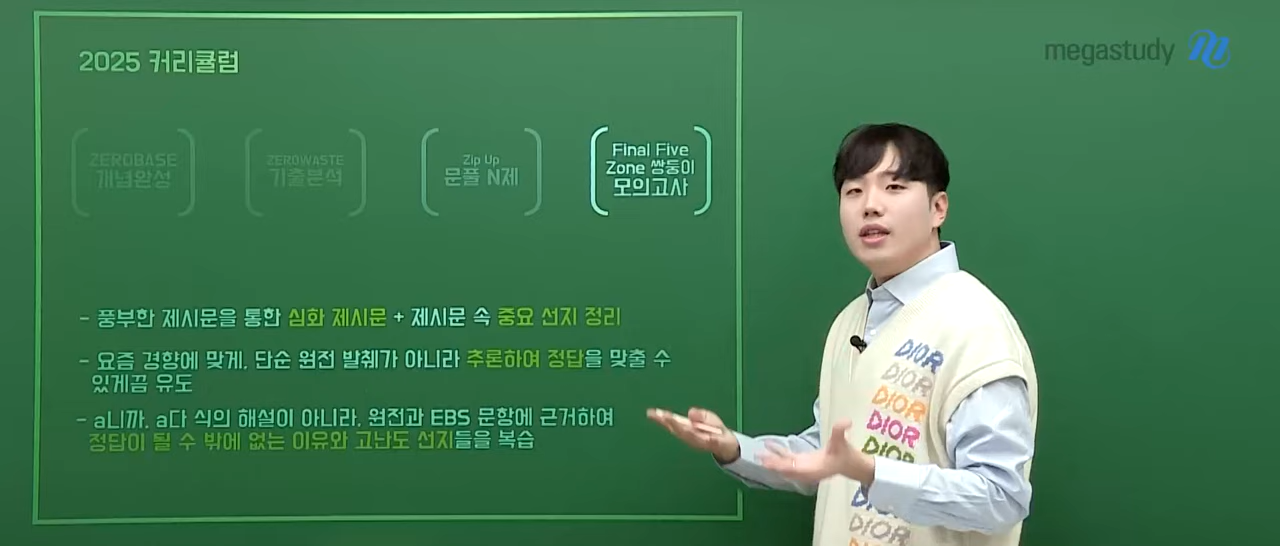 2025 커리큘럼
megastudy
ZEROBASE
개념완성
ZEROWASTE
기출분석
Zip Up
문풀 N제
Final Five
Zone 쌍둥이
모의고사
- 풍부한 제시문을 통한 심화 제시문 + 제시문 속 중요 선지 정리
- 요즘 경향에 맞게, 단순 원전 발췌가 아니라 추론하여 정답을 맞출 수
있게끔 유도
- a니까, a다 식의 해설이 아니라, 원전과 EBS 문항에 근거하여
정답이 될 수 밖에 없는 이유와 고난도 선지들을 복습
DIOR
DIOR
DIOR
DIOR
DIOR
DIOR
DIOR